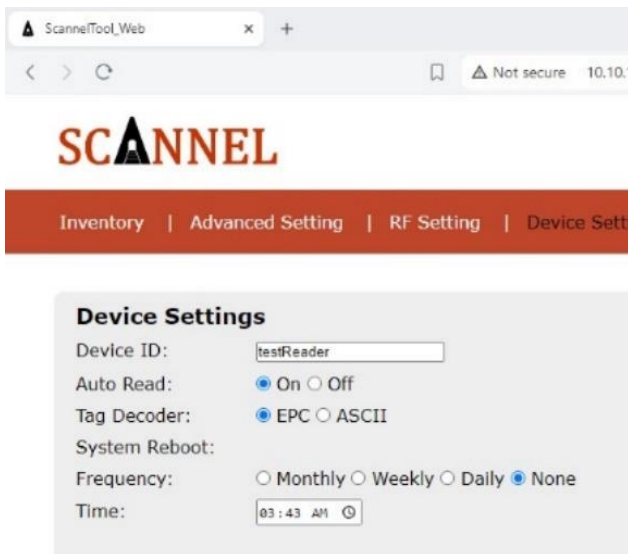 ScannelTool_Web
Not secure 10.10.
SCANNEL
Inventory | Advanced Setting | RF Setting | Device Sett
Device Settings
Device ID: testReader
Auto Read: On Off
Tag Decoder: EPC ASCII
System Reboot:
Frequency: Monthly Weekly Daily None
Time: 03:43 AM